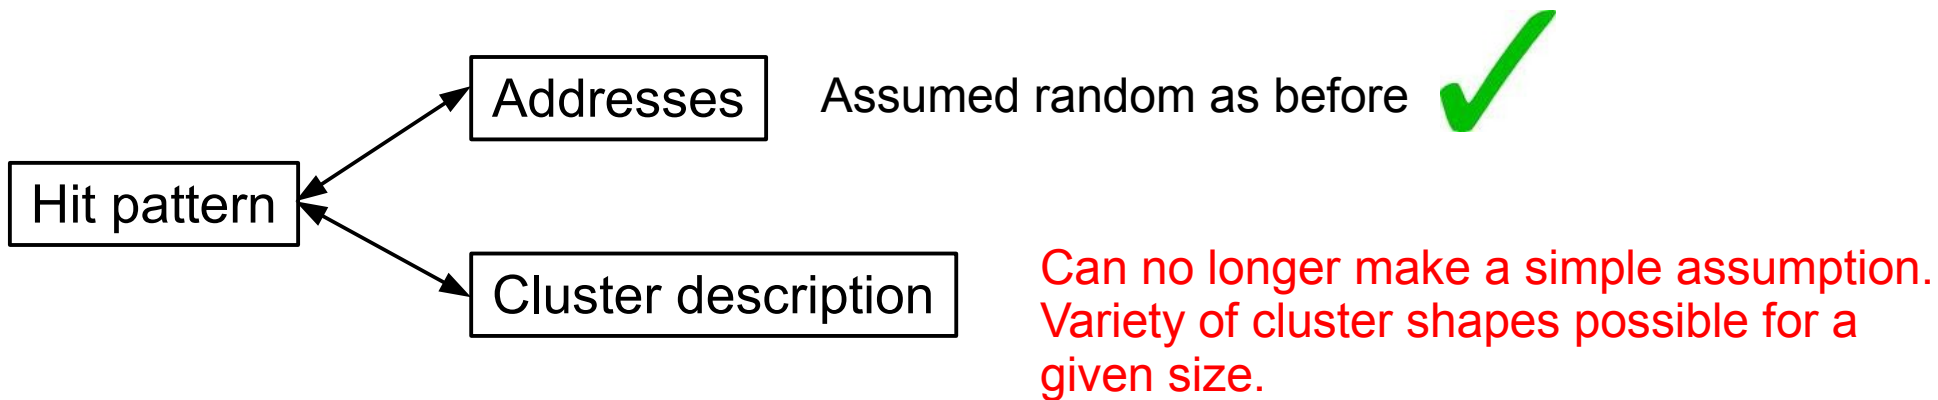 Addresses
Assumed random as before
Hit pattern
Cluster description
Can no longer make a simple assumption.
Variety of cluster shapes possible for a
given size.